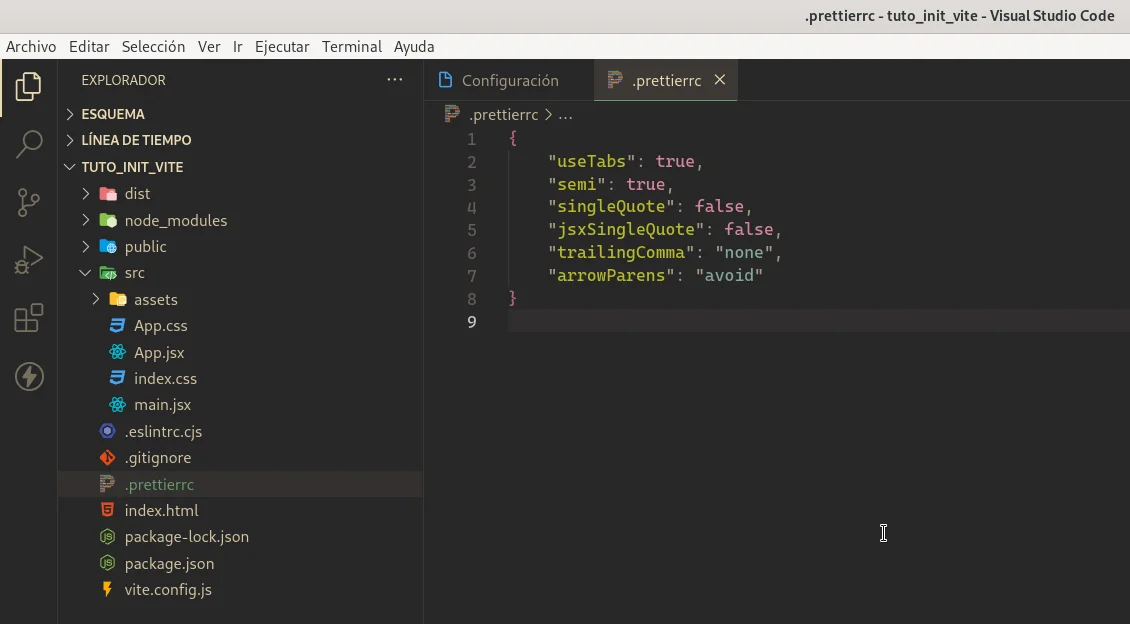 .prettierrc - tuto_init_vite - Visual Studio Code
Archivo Editar Selección Ver Ir Ejecutar Terminal Ayuda
EXPLORADOR ...
ESQUEMA
LÍNEA DE TIEMPO
TUTO_INIT_VITE
dist
node_modules
public
src
assets
App.css
App.jsx
index.css
main.jsx
.eslintrc.cjs
.gitignore
.prettierrc
index.html
package-lock.json
package.json
vite.config.js
Configuración .prettierrc
.prettierrc > ...
1 {
2 "useTabs": true,
3 "semi": true,
4 "singleQuote": false,
5 "jsxSingleQuote": false,
6 "trailingComma": "none",
7 "arrowParens": "avoid"
8 }
9